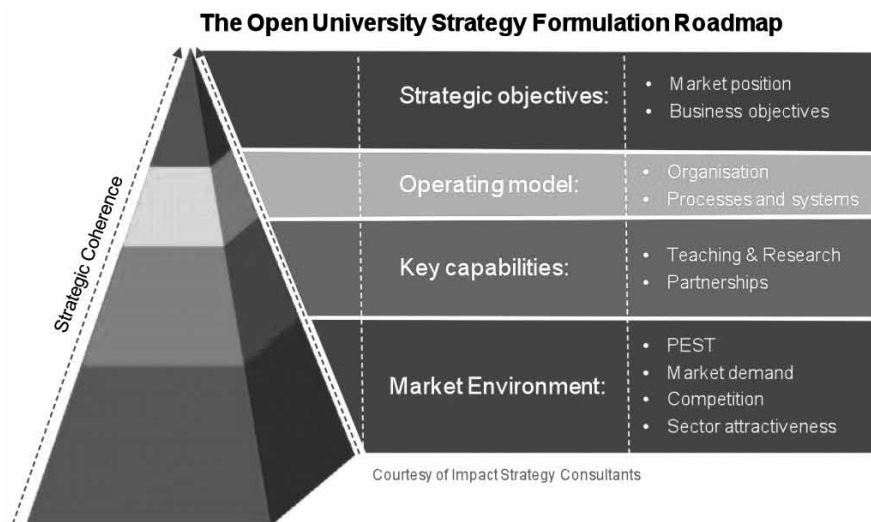 The Open University Strategy Formulation Roadmap
Strategic Coherence
Strategic objectives:
• Market position
• Business objectives
Operating model:
• Organisation
• Processes and systems
Key capabilities:
• Teaching & Research
• Partnerships
Market Environment:
• PEST
• Market demand
• Competition
• Sector attractiveness
Courtesy of Impact Strategy Consultants